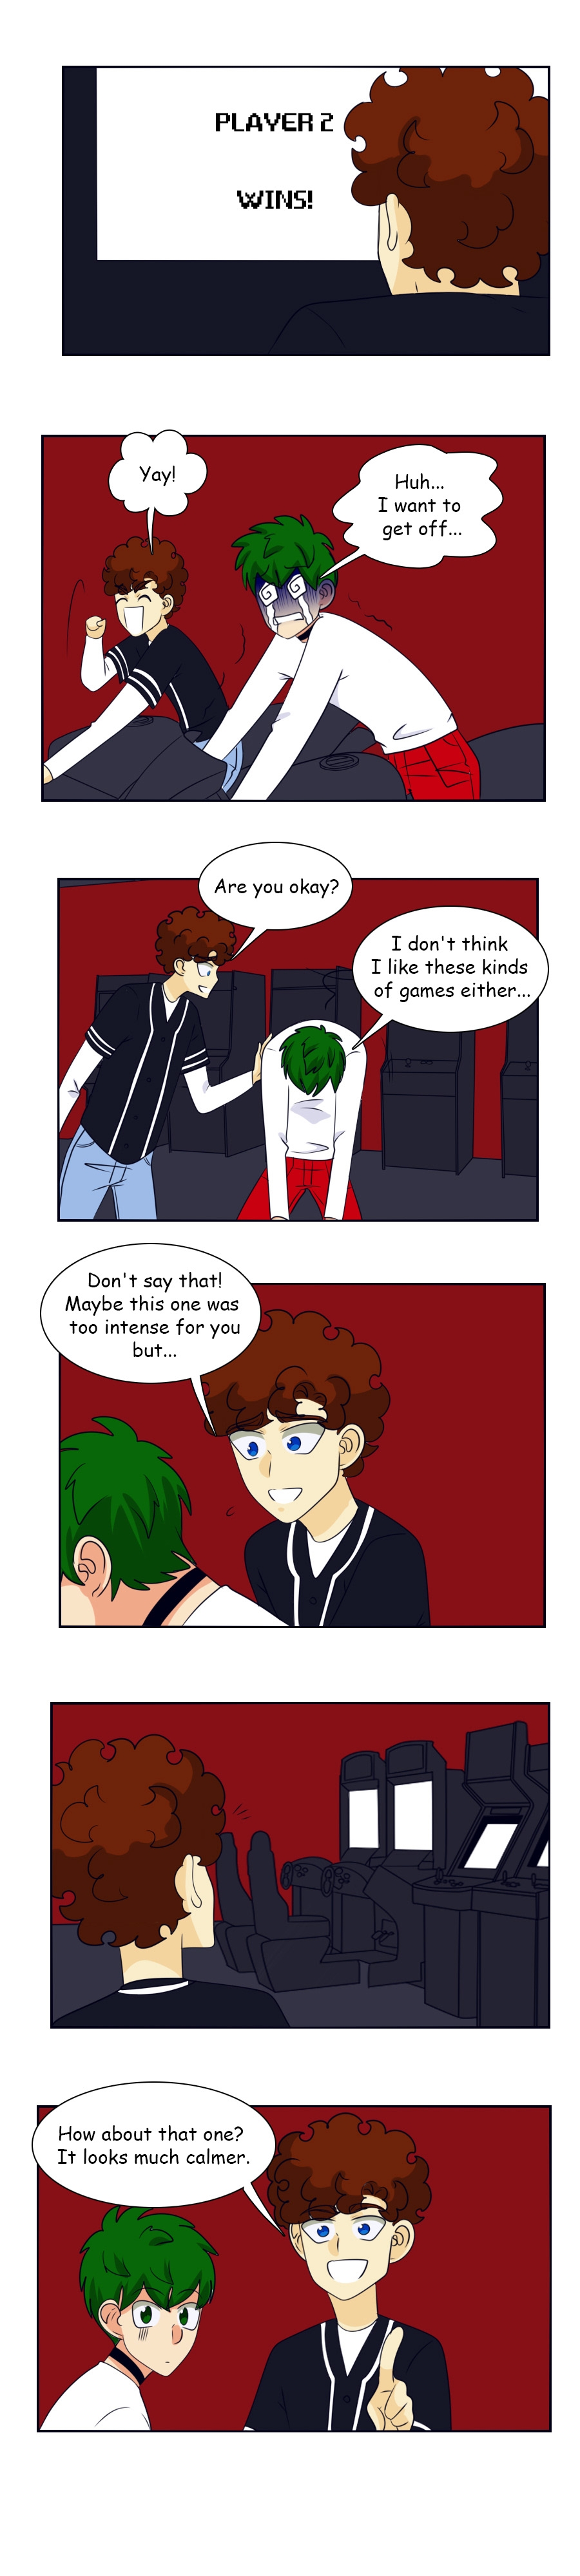 PLAYER 2
WINS!
Yay!
Huh...
I want to
get off...
Are you okay?
I don't think
I like these kinds
of games either...
Don't say that!
Maybe this one was
too intense for you
but...
How about that one?
It looks much calmer.